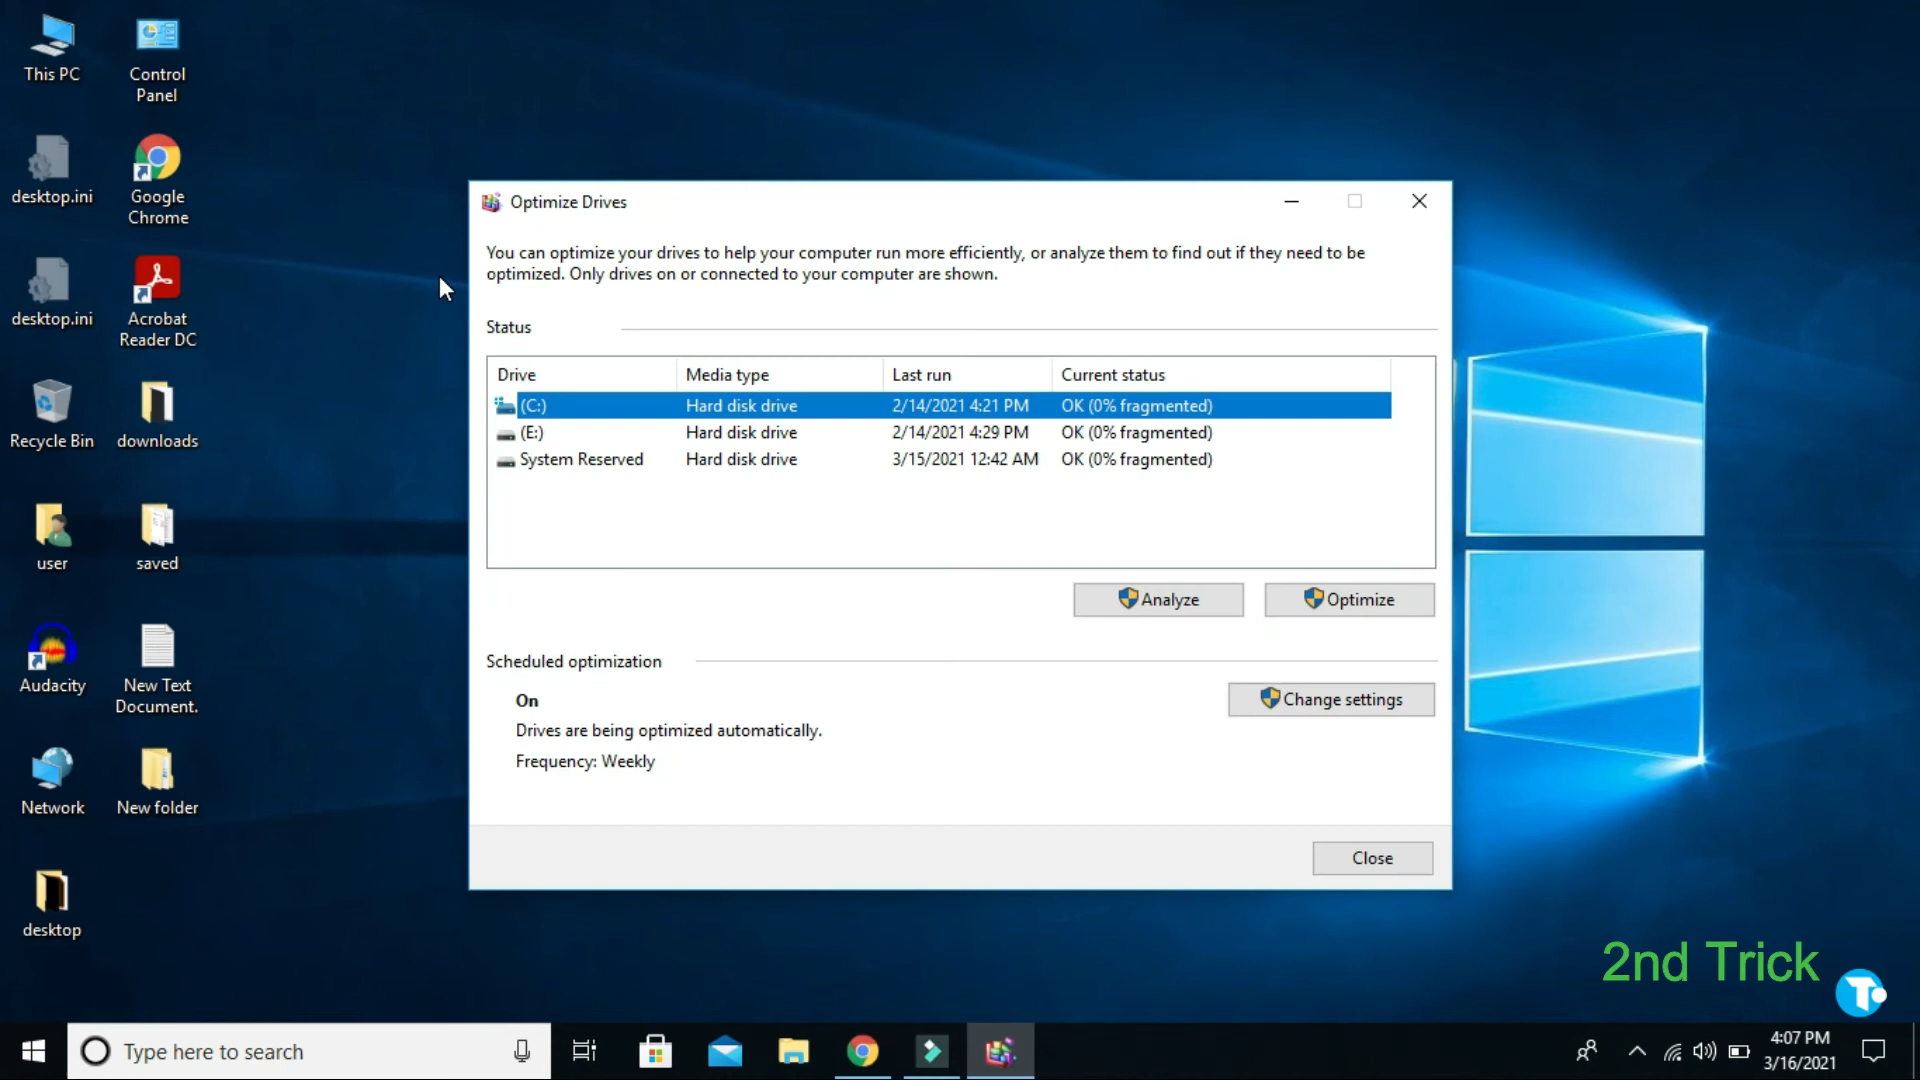 This PC
Control
Panel
desktop.ini
Google
Chrome
desktop.ini
Acrobat
Reader DC
Recycle Bin
downloads
user
saved
Audacity
New Text
Document.
Network
New folder
desktop
Optimize Drives
You can optimize your drives to help your computer run more efficiently, or analyze them to find out if they need to be
optimized. Only drives on or connected to your computer are shown.
Status
Drive Media type Last run Current status
(C:) Hard disk drive 2/14/2021 4:21 PM OK (0% fragmented)
(E:) Hard disk drive 2/14/2021 4:29 PM OK (0% fragmented)
System Reserved Hard disk drive 3/15/2021 12:42 AM OK (0% fragmented)
Analyze Optimize
Scheduled optimization
On
Change settings
Drives are being optimized automatically.
Frequency: Weekly
Close
2nd Trick
T
Type here to search
4:07 PM
3/16/2021